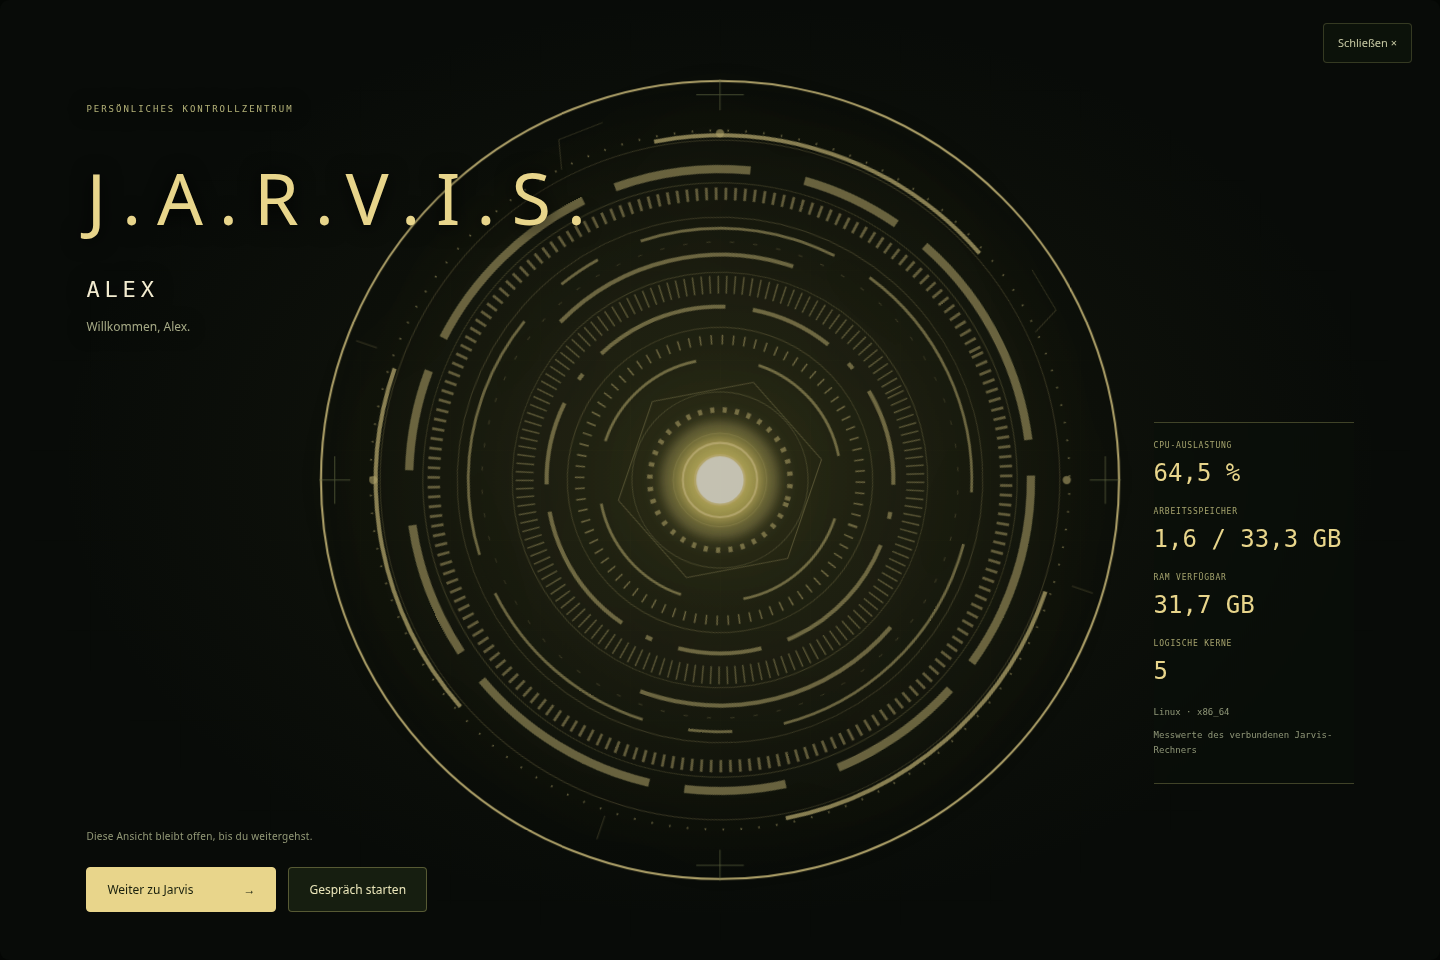 Schließen ×
PERSÖNLICHES KONTROLLZENTRUM
J.A.R.V.I.S.
ALEX
Willkommen, Alex.
CPU-AUSLASTUNG
64,5 %
ARBEITSSPEICHER
1,6 / 33,3 GB
RAM VERFÜGBAR
31,7 GB
LOGISCHE KERNE
5
Linux · x86_64
Messwerte des verbundenen Jarvis-
Rechners
Diese Ansicht bleibt offen, bis du weitergehst.
Weiter zu Jarvis →
Gespräch starten